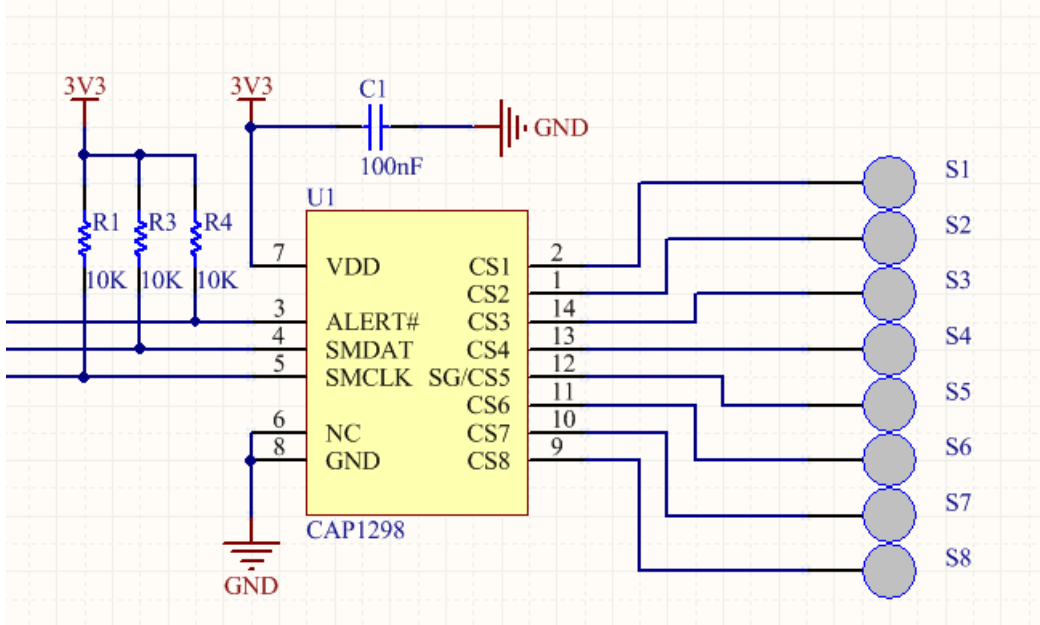 3V3
3V3
C1
GND
100nF
R1
R3
R4
10K
10K
10K
U1
7
VDD
3
ALERT#
4
SMDAT
5
SMCLK
6
NC
8
GND
CS1
2
CS2
1
CS3
14
CS4
13
SG/CS5
12
CS6
11
CS7
10
CS8
9
CAP1298
GND
S1
S2
S3
S4
S5
S6
S7
S8